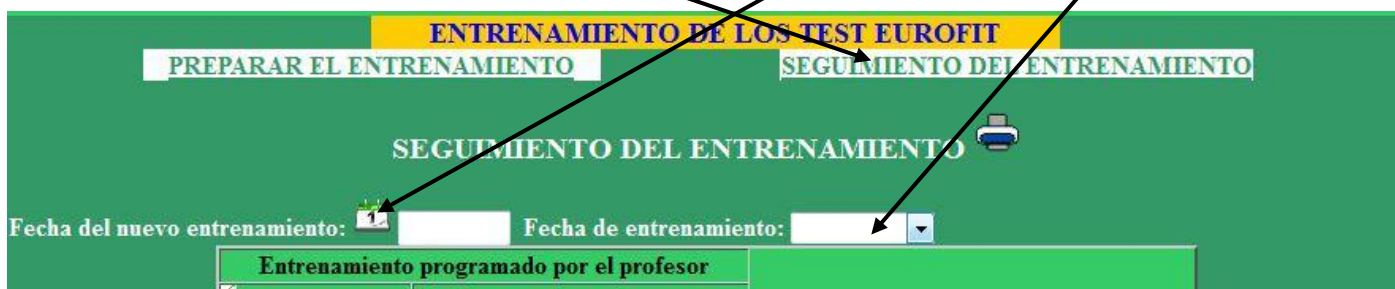 ENTRENAMIENTO DE LOS TEST EUROFIT
PREPARAR EL ENTRENAMIENTO SEGUIMIENTO DEL ENTRENAMIENTO
SEGUIMIENTO DEL ENTRENAMIENTO
Fecha del nuevo entrenamiento: 1 Fecha de entrenamiento:
Entrenamiento programado por el profesor